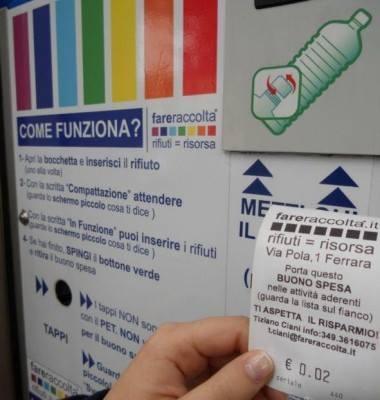 COME FUNZIONA?
fareraccolta
rifiuti = risorsa
1- Apri la bocchetta e inserisci il rifiuto
(uno alla volta)
2- Con la scritta "Compattazione" attendere
(guarda lo schermo piccolo cosa ti dice )
3- Con la scritta "In Funzione" puoi inserire i rifiuti
(guarda lo schermo piccolo cosa ti dice )
4- Se hai finito, SPINGI il bottone verde
e ritira il buono spesa
TAPPI
I tappi NON
con il PET. NON
per il buono
Guarda
piccolo
IL
fareraccolta.it
rifiuti = risorsa
Via Pola,1 Ferrara
Porta questo
BUONO SPESA
nelle attività aderenti
(guarda la lista sul fianco)
TI ASPETTA IL RISPARMIO!
Tiziano Ciani info:349.3616075
t.ciani@fareraccolta.it
€ 0.02
seriale 440